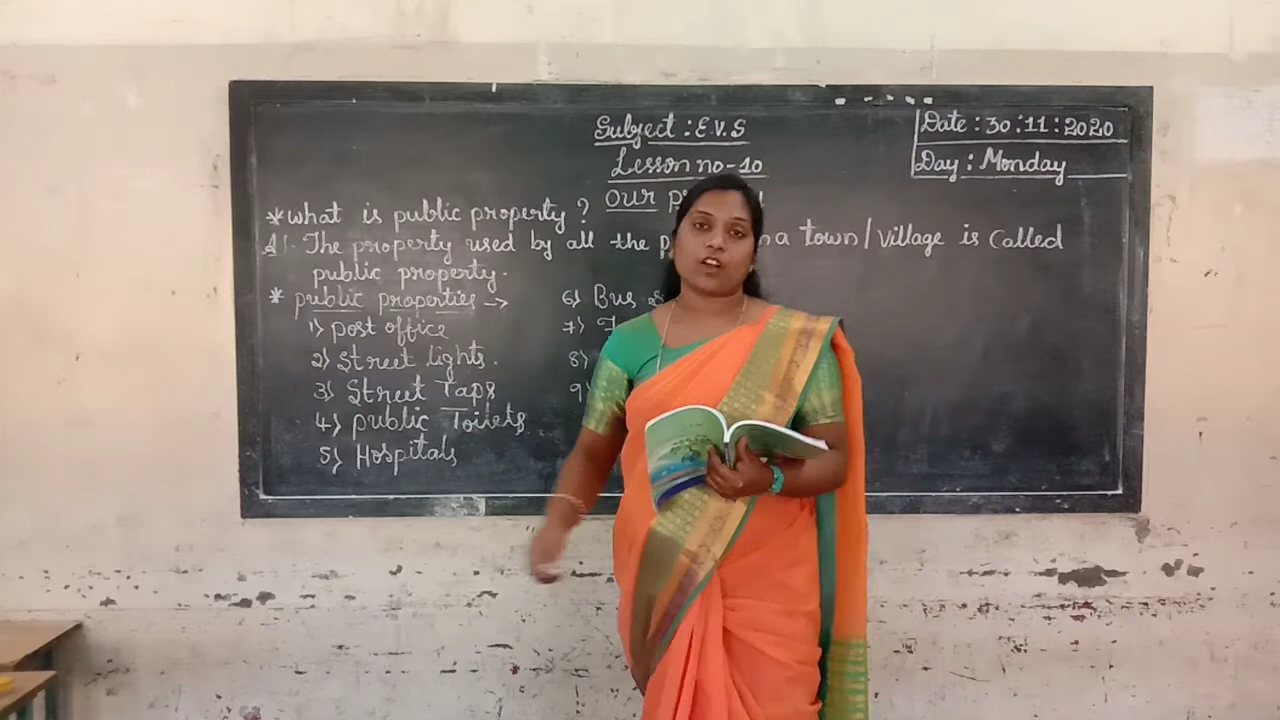 Subject : E.V.S
Lesson no-10
our
Date : 30:11:2020
Day : Monday
* what is public property ?
A). The property used by all the a town/Village is Called
public property.
* public properties ->
1) post office
2) Street lights.
3) Street Taps
4) public Toilets.
5) Hospitals
6) Bus
7)
8)
9)